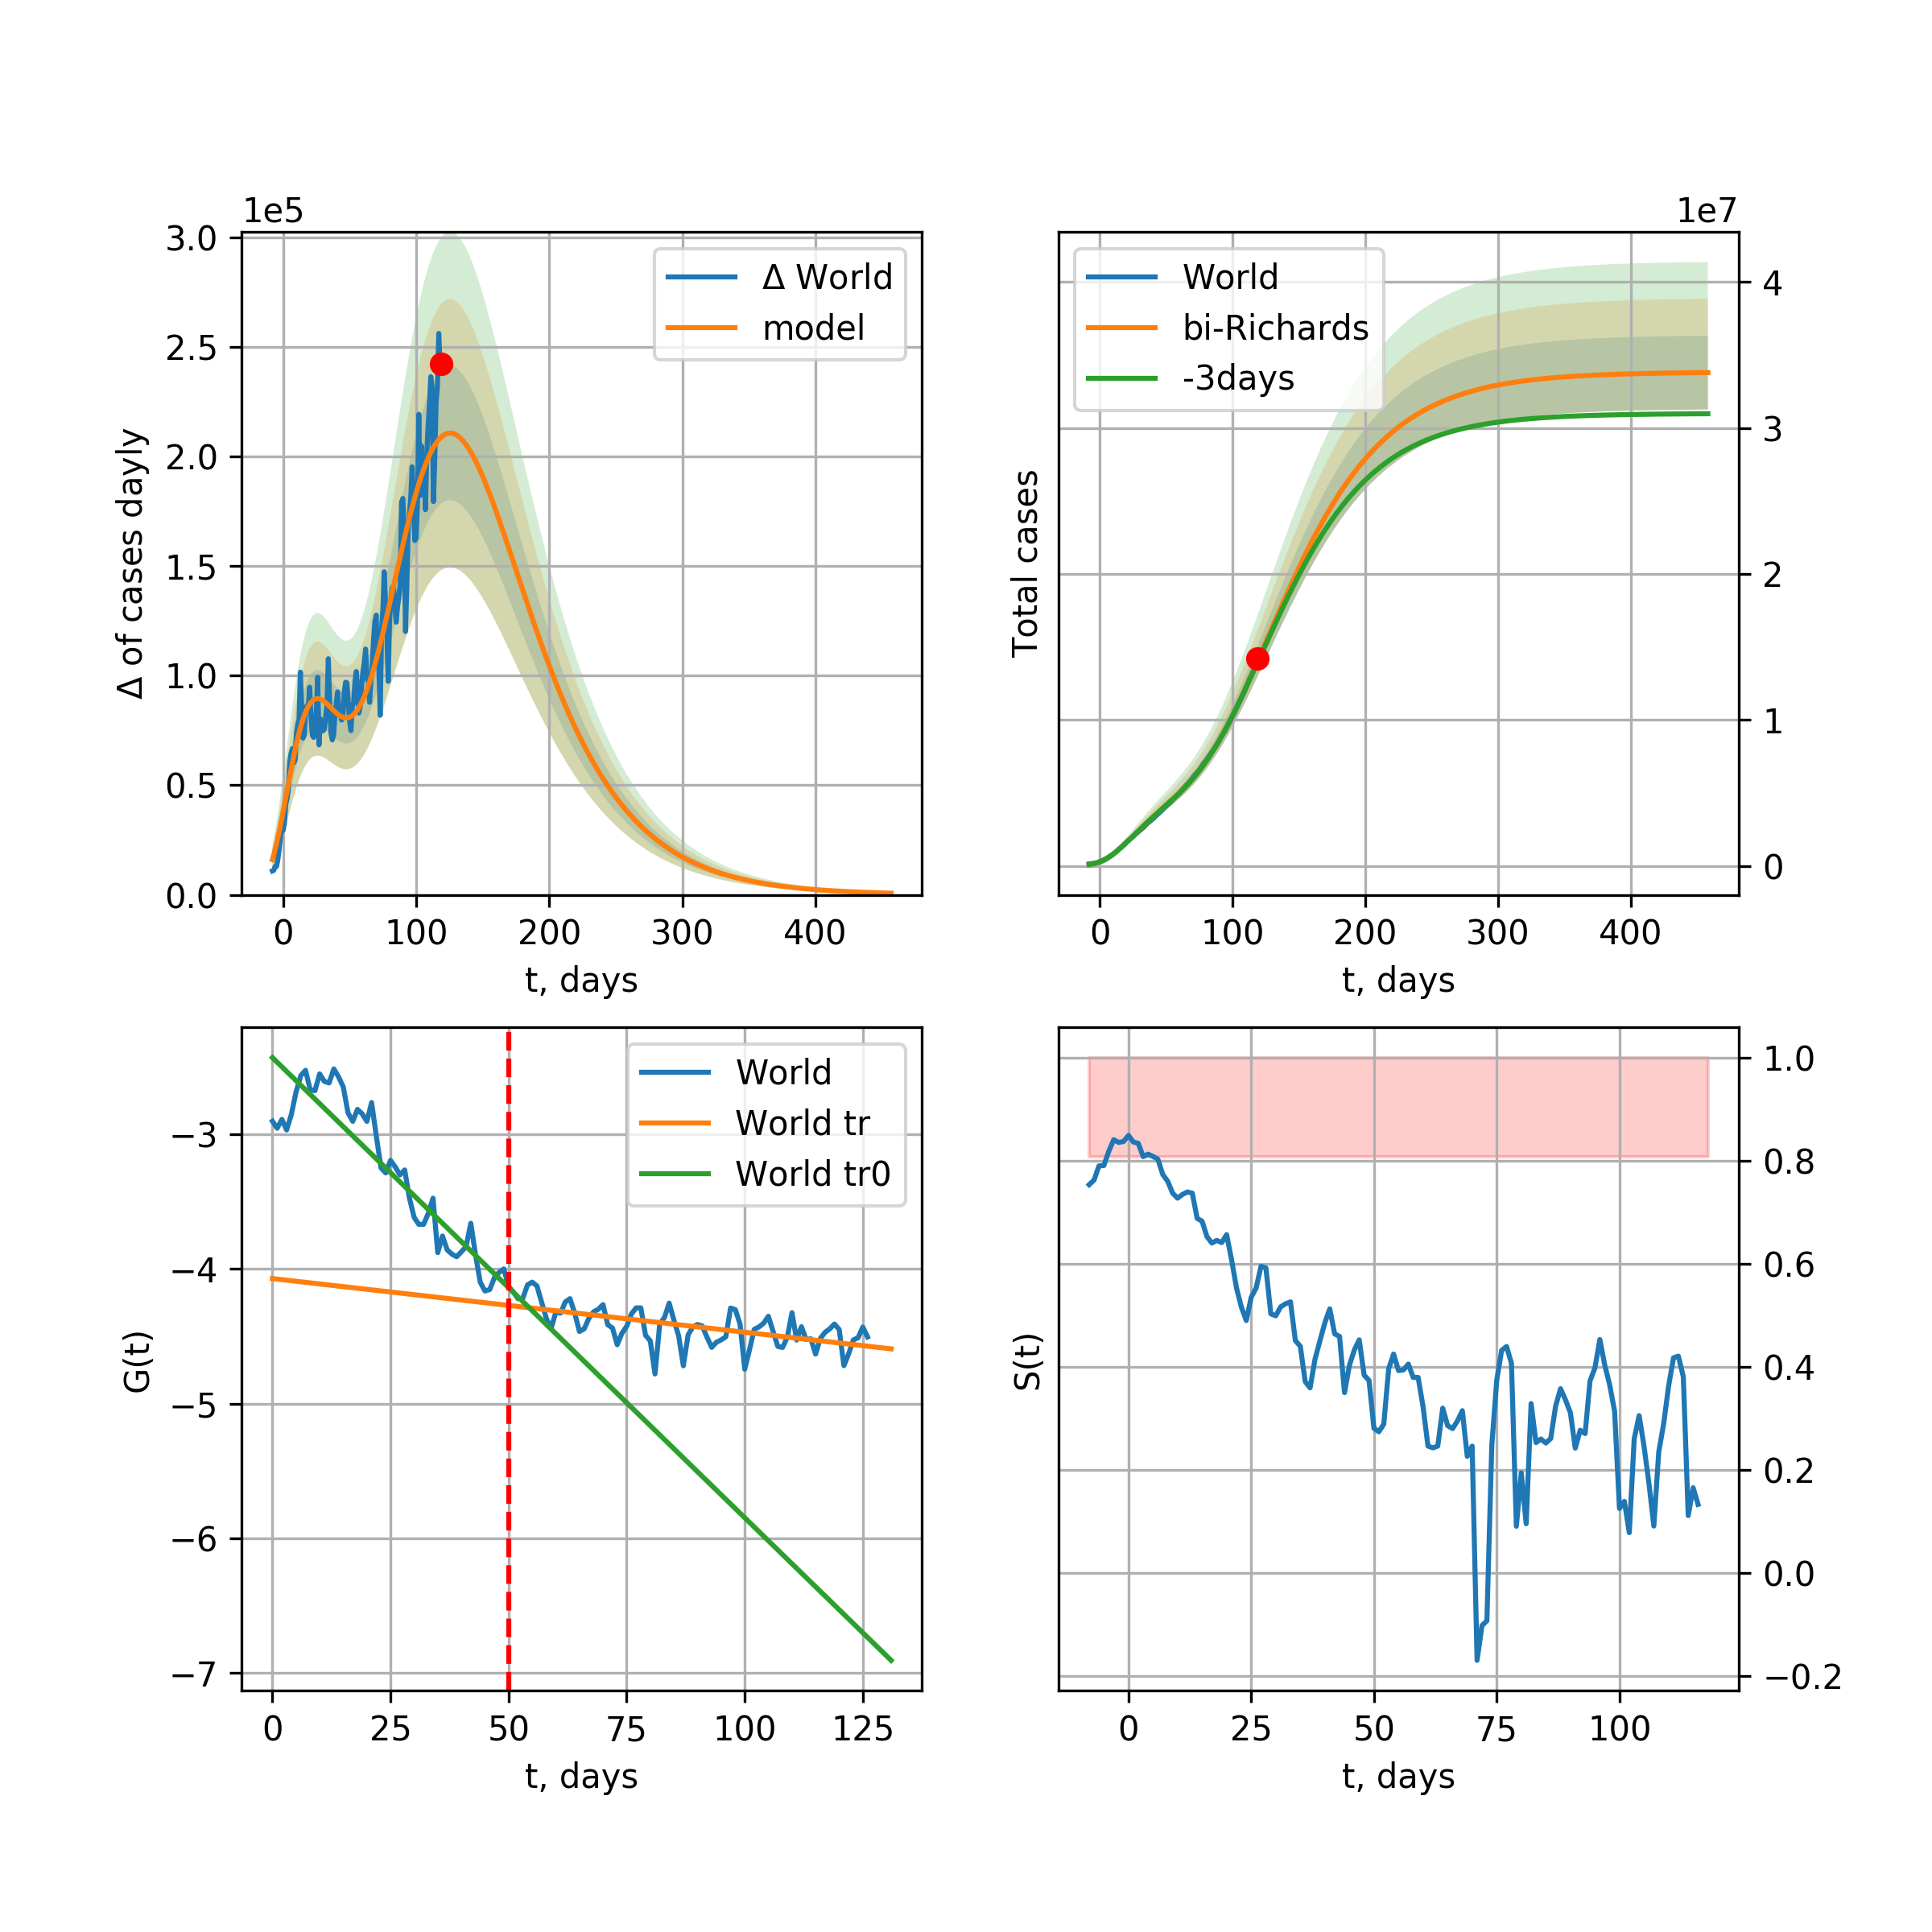 1e5
3.0
2.5
2.0
1.5
1.0
0.5
0.0
Δ of cases dayly
Δ World
model
0 100 200 300 400
t, days
1e7
World
bi-Richards
-3days
Total cases
4
3
2
1
0
0 100 200 300 400
t, days
−3
−4
−5
−6
−7
G(t)
World
World tr
World tr0
0 25 50 75 100 125
t, days
S(t)
1.0
0.8
0.6
0.4
0.2
0.0
−0.2
0 25 50 75 100
t, days